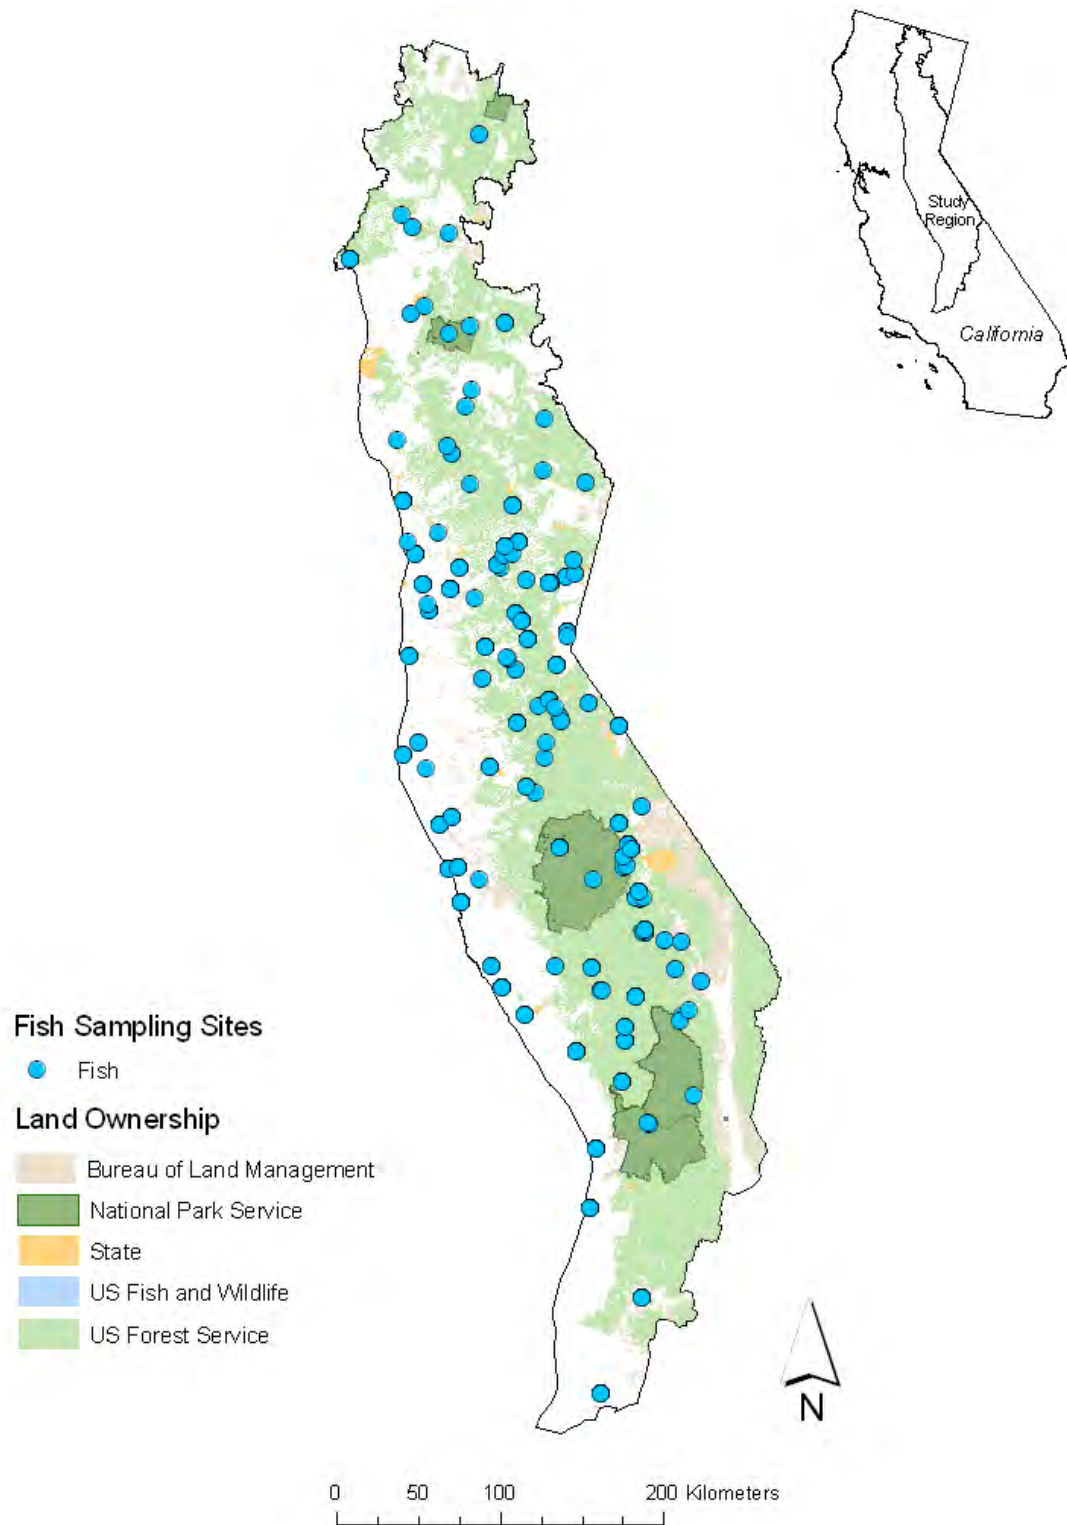 Study
Region
California
Fish Sampling Sites
Fish
Land Ownership
Bureau of Land Management
National Park Service
State
US Fish and Wildlife
US Forest Service
N
0 50 100 200 Kilometers